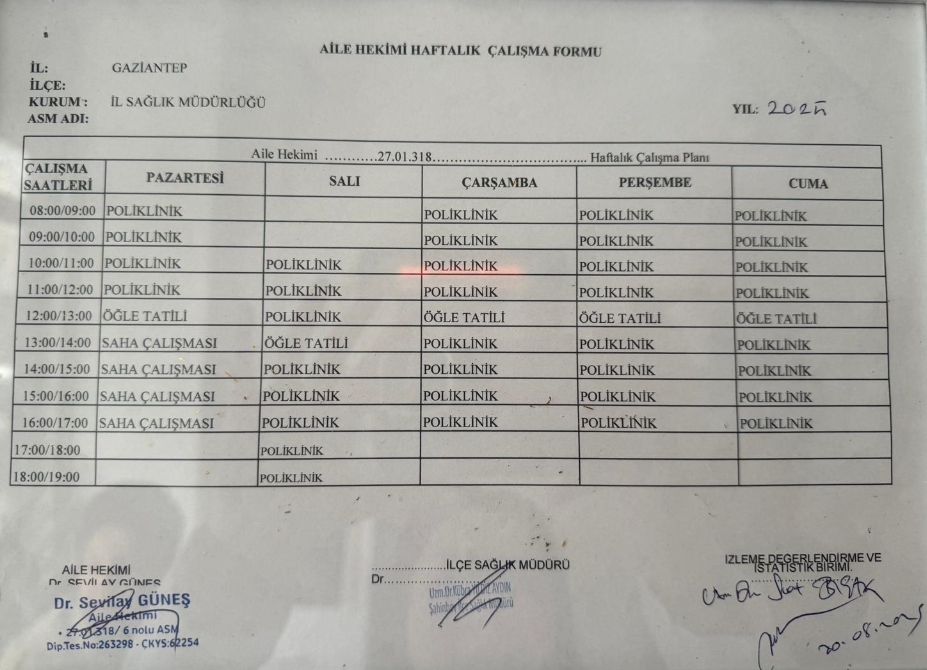 AİLE HEKİMİ HAFTALIK ÇALIŞMA FORMU
İL: GAZİANTEP
İLÇE:
KURUM : İL SAĞLIK MÜDÜRLÜĞÜ
ASM ADI:
YIL: 2025
Aile Hekimi …………27.01.318…………………………….... Haftalık Çalışma Planı
ÇALIŞMA SAATLERİ PAZARTESİ SALI ÇARŞAMBA PERŞEMBE CUMA
08:00/09:00 POLİKLİNİK POLİKLİNİK POLİKLİNİK POLİKLİNİK
09:00/10:00 POLİKLİNİK POLİKLİNİK POLİKLİNİK POLİKLİNİK
10:00/11:00 POLİKLİNİK POLİKLİNİK POLİKLİNİK POLİKLİNİK POLİKLİNİK
11:00/12:00 POLİKLİNİK POLİKLİNİK POLİKLİNİK POLİKLİNİK POLİKLİNİK
12:00/13:00 ÖĞLE TATİLİ POLİKLİNİK ÖĞLE TATİLİ ÖĞLE TATİLİ ÖĞLE TATİLİ
13:00/14:00 SAHA ÇALIŞMASI ÖĞLE TATİLİ POLİKLİNİK POLİKLİNİK POLİKLİNİK
14:00/15:00 SAHA ÇALIŞMASI POLİKLİNİK POLİKLİNİK POLİKLİNİK POLİKLİNİK
15:00/16:00 SAHA ÇALIŞMASI POLİKLİNİK POLİKLİNİK POLİKLİNİK POLİKLİNİK
16:00/17:00 SAHA ÇALIŞMASI POLİKLİNİK POLİKLİNİK POLİKLİNİK POLİKLİNİK
17:00/18:00 POLİKLİNİK
18:00/19:00 POLİKLİNİK
AİLE HEKİMİ
Dr. SEVİLAY GÜNEŞ
Dr. Sevilay GÜNEŞ
Aile Hekimi
27.01.318/ 6 nolu ASM
Dip.Tes.No:263298 - ÇKYS:62254
........................İLÇE SAĞLIK MÜDÜRÜ
Dr..........................
Uzm.Dr.Kübra AYDIN
Şahinbey İlçe Sağlık Müdürü
IZLEME DEĞERLENDİRME VE
İSTATİSTİK BİRİMİ.
20.08.2025